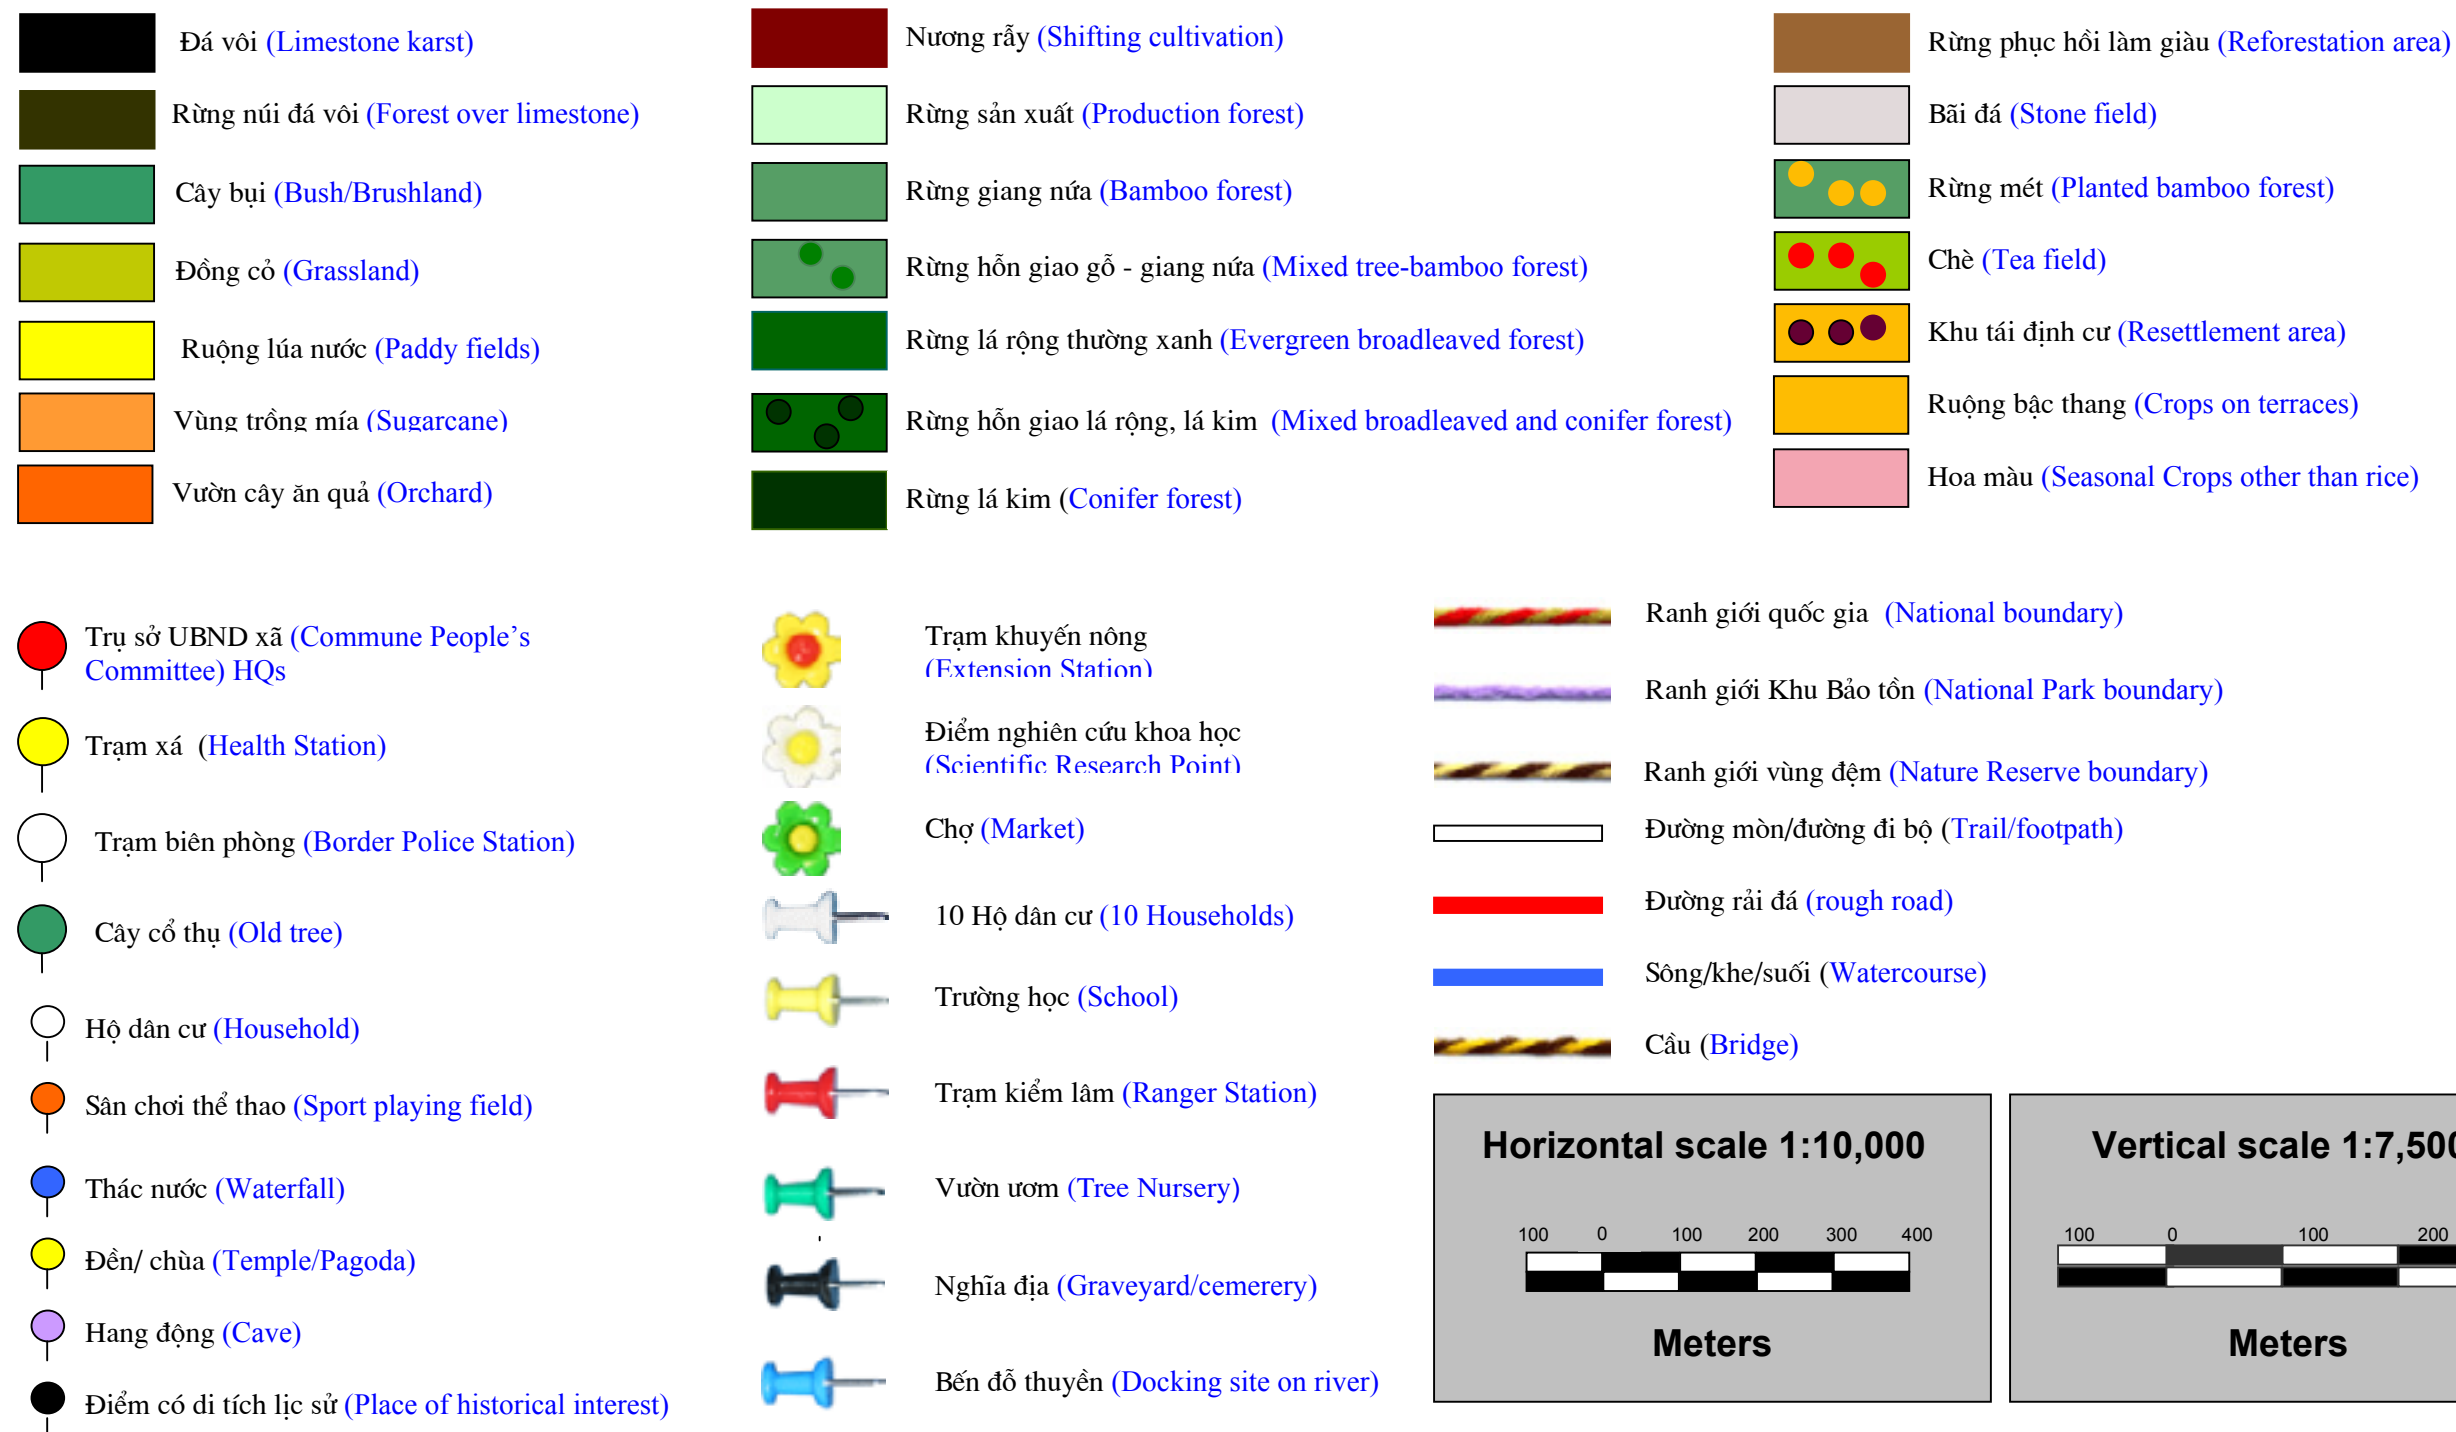 Đá vôi (Limestone karst)
Rừng núi đá vôi (Forest over limestone)
Cây bụi (Bush/Brushland)
Đồng cỏ (Grassland)
Ruộng lúa nước (Paddy fields)
Vùng trồng mía (Sugarcane)
Vườn cây ăn quả (Orchard)
Nương rẫy (Shifting cultivation)
Rừng sản xuất (Production forest)
Rừng giang nứa (Bamboo forest)
Rừng hỗn giao gỗ - giang nứa (Mixed tree-bamboo forest)
Rừng lá rộng thường xanh (Evergreen broadleaved forest)
Rừng hỗn giao lá rộng, lá kim (Mixed broadleaved and conifer forest)
Rừng lá kim (Conifer forest)
Rừng phục hồi làm giàu (Reforestation area)
Bãi đá (Stone field)
Rừng mét (Planted bamboo forest)
Chè (Tea field)
Khu tái định cư (Resettlement area)
Ruộng bậc thang (Crops on terraces)
Hoa màu (Seasonal Crops other than rice)
Trụ sở UBND xã (Commune People's
Committee) HQs
Trạm xá (Health Station)
Trạm biên phòng (Border Police Station)
Cây cổ thụ (Old tree)
Hộ dân cư (Household)
Sân chơi thể thao (Sport playing field)
Thác nước (Waterfall)
Đền/ chùa (Temple/Pagoda)
Hang động (Cave)
Điểm có di tích lịc sử (Place of historical interest)
Trạm khuyến nông
(Extension Station)
Điểm nghiên cứu khoa học
(Scientific Research Point)
Chợ (Market)
10 Hộ dân cư (10 Households)
Trường học (School)
Trạm kiểm lâm (Ranger Station)
Vườn ươm (Tree Nursery)
Nghĩa địa (Graveyard/cemerery)
Bến đỗ thuyền (Docking site on river)
Ranh giới quốc gia (National boundary)
Ranh giới Khu Bảo tồn (National Park boundary)
Ranh giới vùng đệm (Nature Reserve boundary)
Đường mòn/đường đi bộ (Trail/footpath)
Đường rải đá (rough road)
Sông/khe/suối (Watercourse)
Cầu (Bridge)
Horizontal scale 1:10,000
100 0 100 200 300 400
Meters
Vertical scale 1:7,500
100 0 100 200
Meters